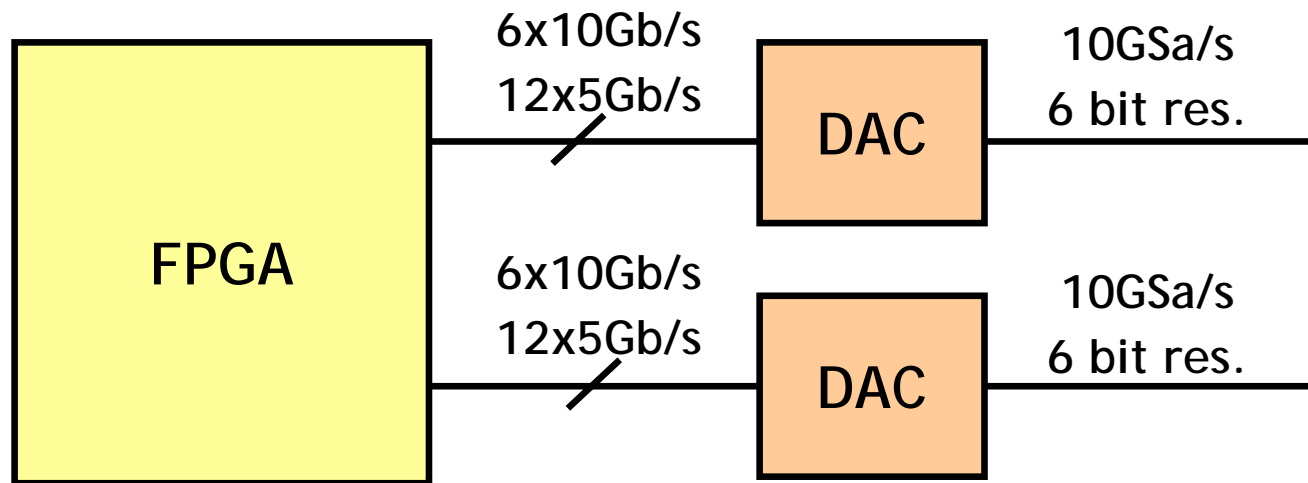 FPGA
6x10Gb/s
12x5Gb/s
DAC
10GSa/s
6 bit res.
6x10Gb/s
12x5Gb/s
DAC
10GSa/s
6 bit res.